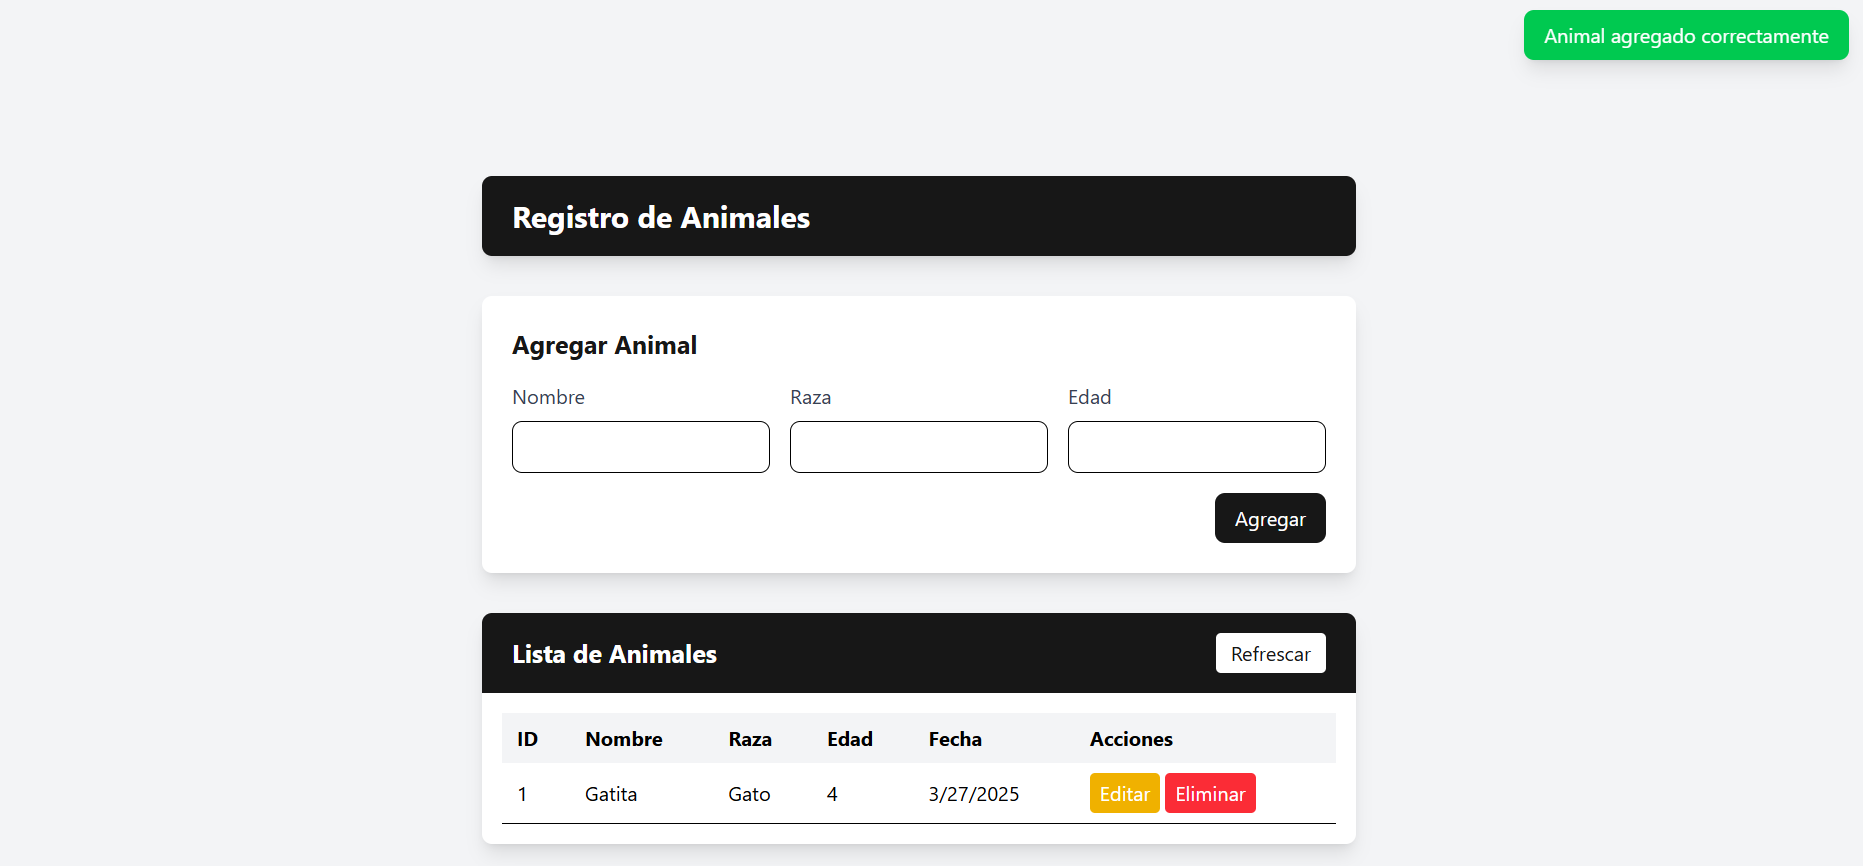 Animal agregado correctamente
Registro de Animales
Agregar Animal
Nombre Raza Edad
Agregar
Lista de Animales Refrescar
ID Nombre Raza Edad Fecha Acciones
1 Gatita Gato 4 3/27/2025 Editar Eliminar